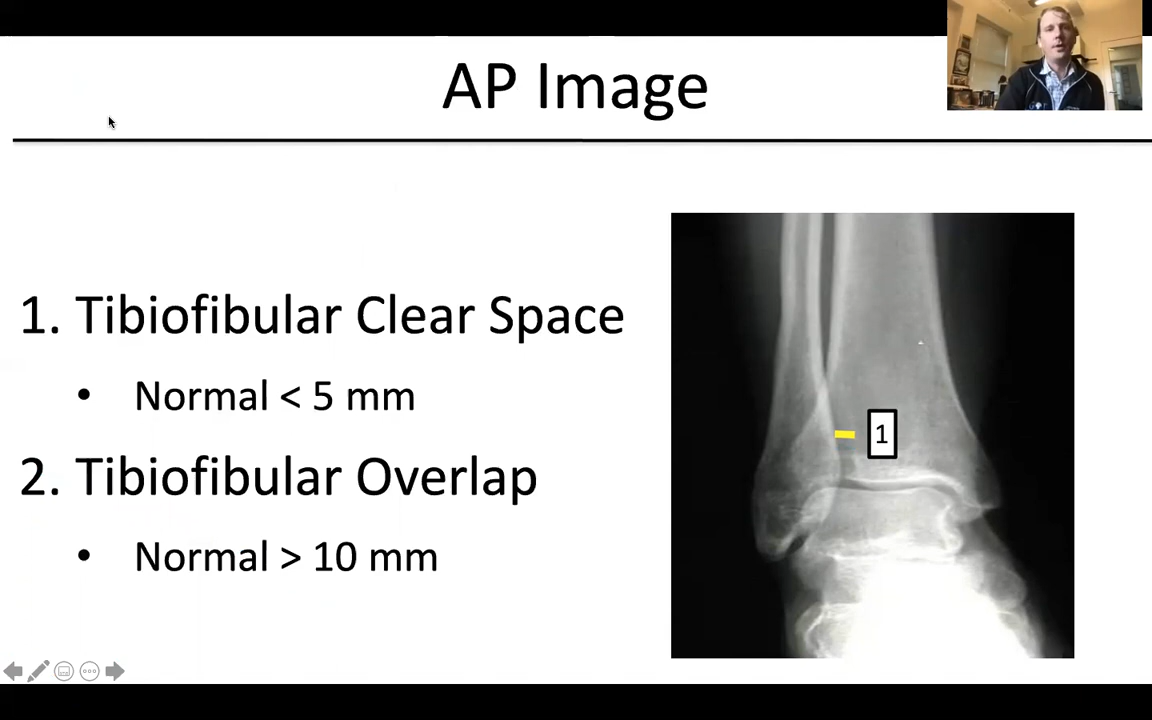 AP Image
1. Tibiofibular Clear Space
• Normal < 5 mm
2. Tibiofibular Overlap
• Normal > 10 mm
1